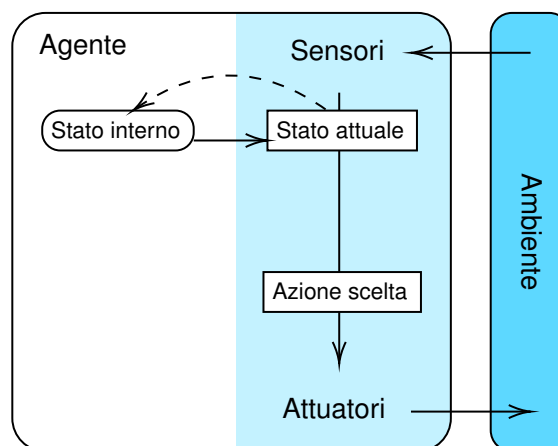 Agente
Sensori
Stato interno
Stato attuale
Ambiente
Azione scelta
Attuatori